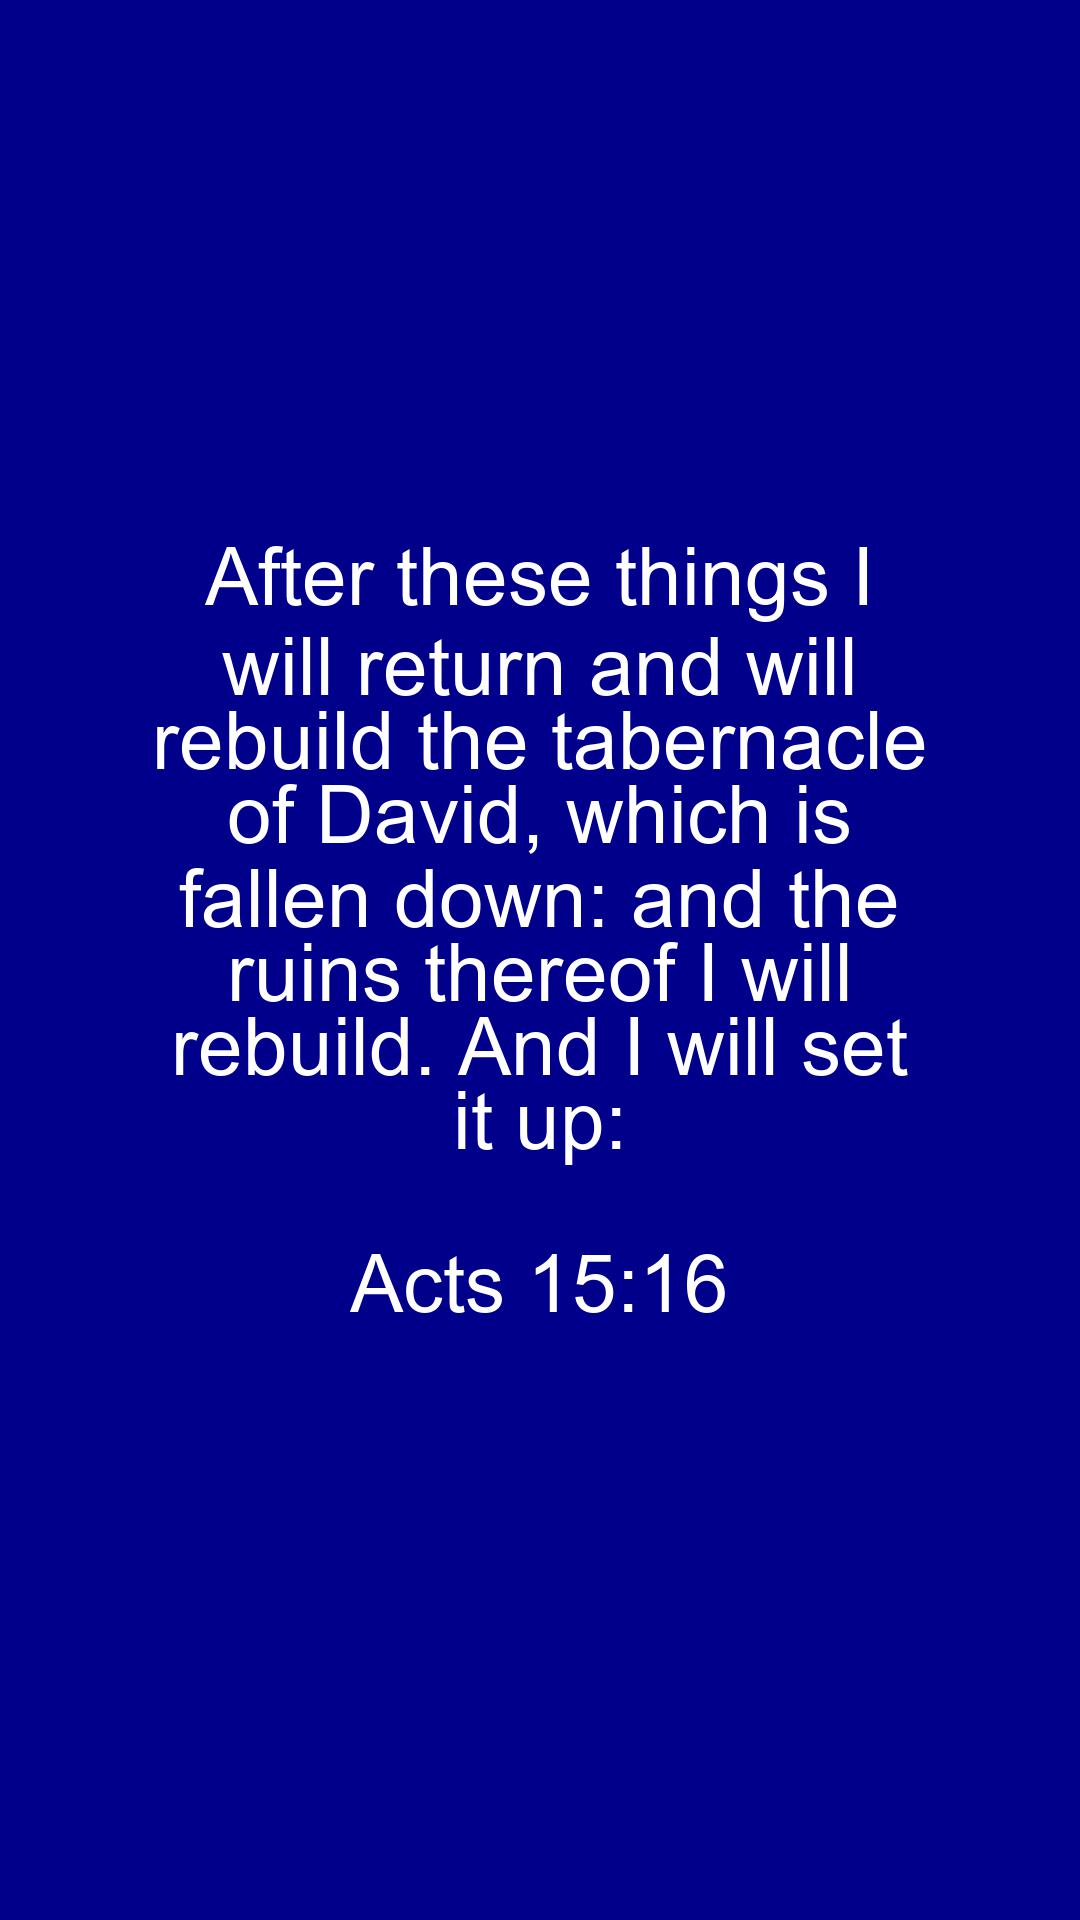 After these things I
will return and will
rebuild the tabernacle
of David, which is
fallen down: and the
ruins thereof I will
rebuild. And I will set
it up:
Acts 15:16